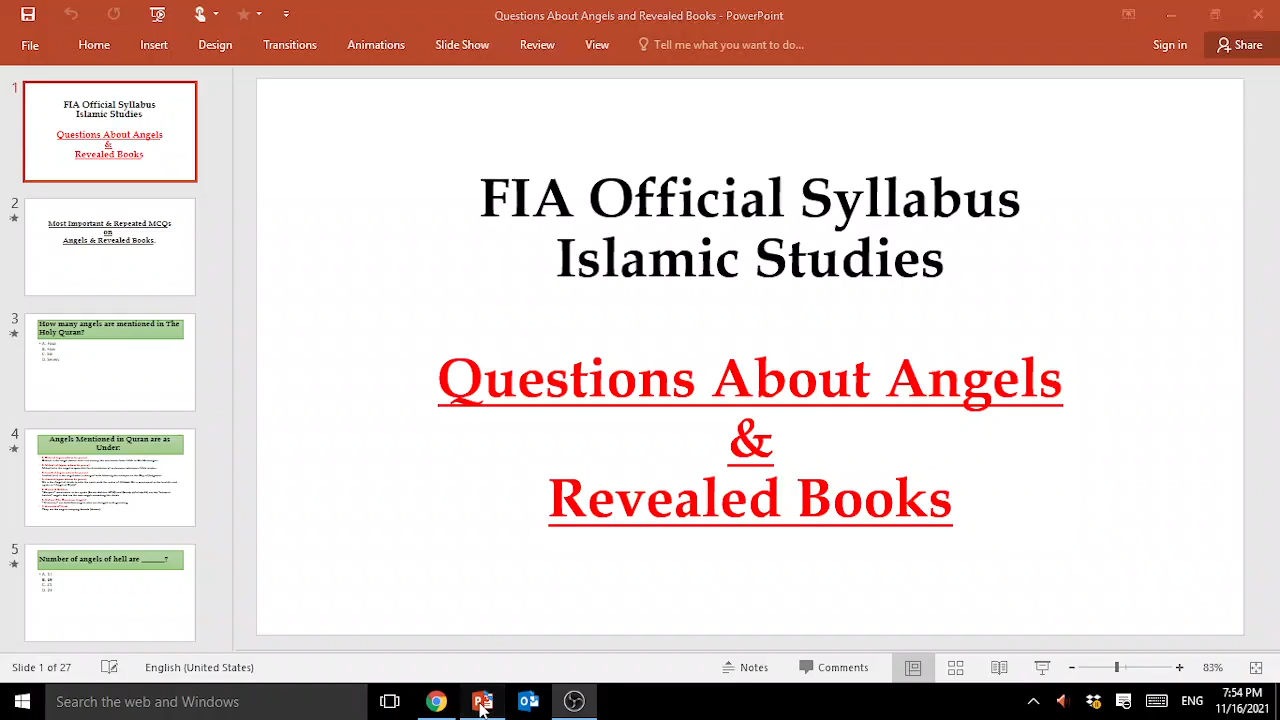 Questions About Angels and Revealed Books - PowerPoint
File Home Insert Design Transitions Animations Slide Show Review View Tell me what you want to do... Sign in Share
1
FIA Official Syllabus
Islamic Studies
Questions About Angels
&
Revealed Books
2
Most Important & Repeated MCQs
on
Angels & Revealed Books.
3
How many angels are mentioned in The
Holy Quran?
4
Angels Mentioned in Quran are as
Under:
5
Number of angels of hell are ______?
FIA Official Syllabus
Islamic Studies
Questions About Angels
&
Revealed Books
Slide 1 of 27 English (United States) Notes Comments 83%
Search the web and Windows
ENG
7:54 PM
11/16/2021